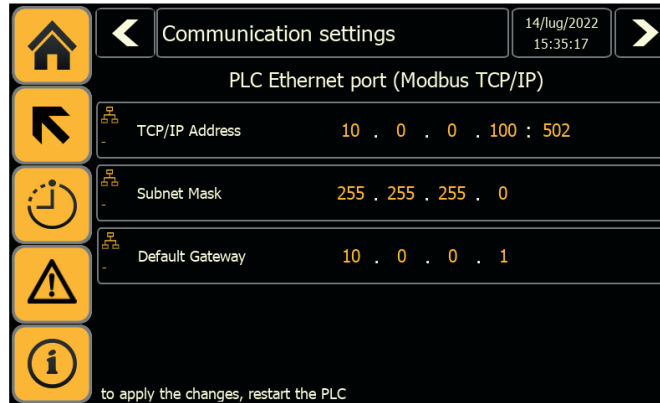 Communication settings
14/lug/2022
15:35:17
PLC Ethernet port (Modbus TCP/IP)
TCP/IP Address 10 . 0 . 0 . 100 : 502
-
Subnet Mask 255 . 255 . 255 . 0
-
Default Gateway 10 . 0 . 0 . 1
-
i
to apply the changes, restart the PLC